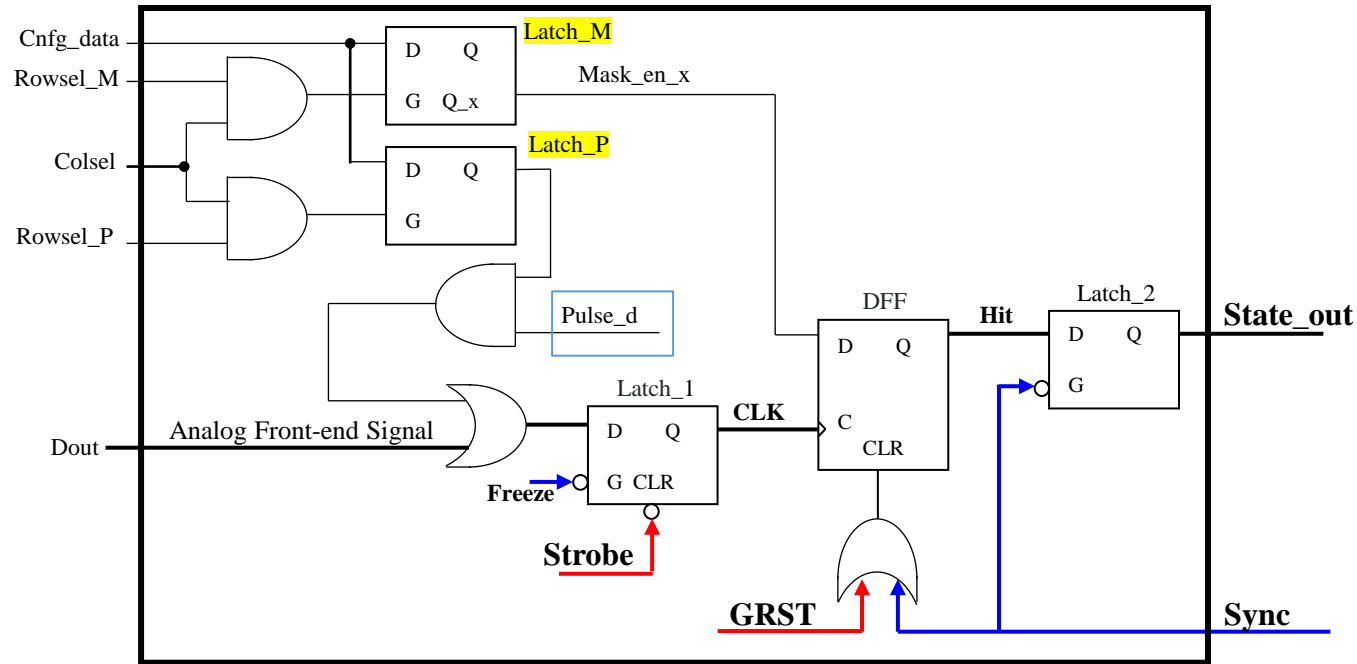 Cnfg_data
Rowsel_M
Colsel
Rowsel_P
D Q
G Q_x
Latch_M
Mask_en_x
Latch_P
D Q
G
Pulse_d
DFF
D Q
C
CLR
Hit
Latch_2
D Q
G
State_out
Latch_1
D Q
G CLR
CLK
Dout
Analog Front-end Signal
Freeze
Strobe
GRST
Sync